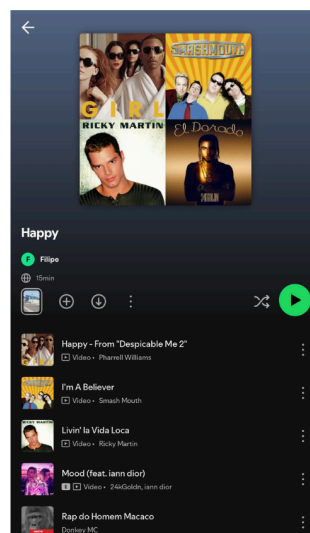 GIRL
SMASH MOUTH
RICKY MARTIN
El Dorado
Happy
F Filipe
15min
Happy - From "Despicable Me 2"
Video • Pharrell Williams
I'm A Believer
Video • Smash Mouth
Livin' la Vida Loca
Video • Ricky Martin
Mood (feat. iann dior)
E Video • 24kGoldn, iann dior
Rap do Homem Macaco
Donkey MC